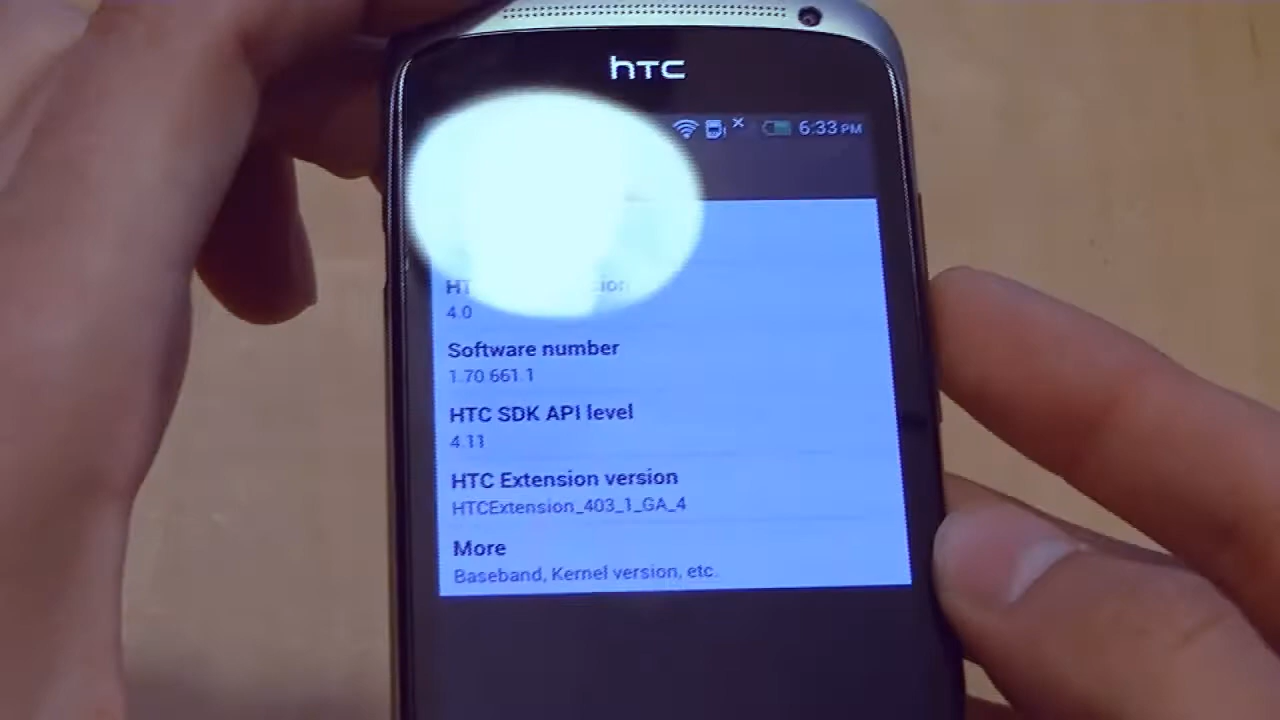 hTC
6:33 PM
4.0
Software number
1.70 661.1
HTC SDK API level
4.11
HTC Extension version
HTCExtension_403_1_GA_4
More
Baseband, Kernel version, etc.